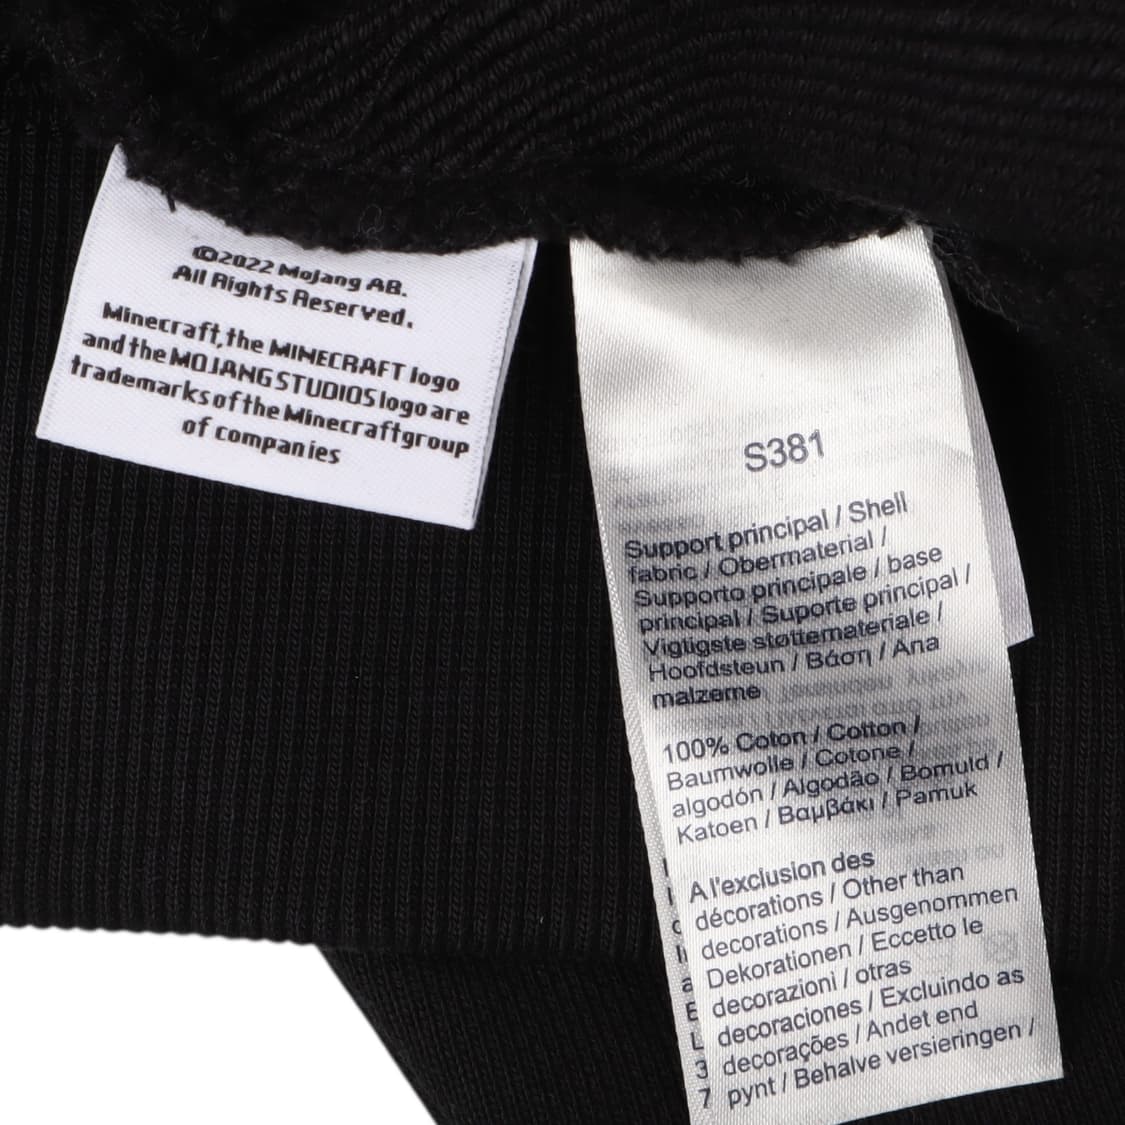 ©2022 Mojang AB.
All Rights Reserved.
Minecraft, the MINECRAFT logo
and the MOJANG STUDIOS logo are
trademarks of the Minecraft group
of companies
S381
Support principal / Shell
fabric / Obermaterial /
Supporto principale / base
principal / Suporte principal /
Vigtigste støttemateriale /
Hoofdsteun / Βάση / Ana
malzeme
100% Coton / Cotton /
Baumwolle / Cotone /
algodón / Algodão / Bomuld /
Katoen / Βαμβάκι / Pamuk
A l'exclusion des
décorations / Other than
decorations / Ausgenommen
Dekorationen / Eccetto le
decorazioni / otras
decoraciones / Excluindo as
decorações / Andet end
pynt / Behalve versieringen /